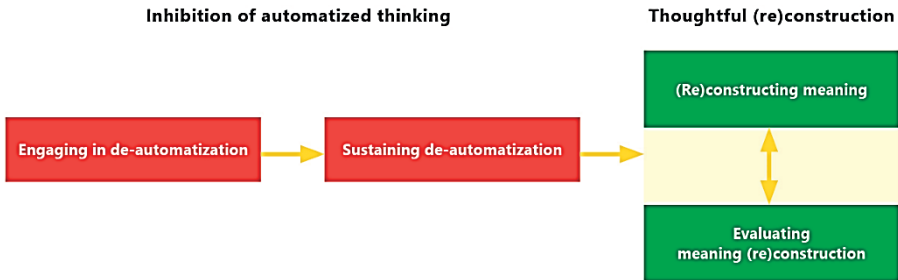 Inhibition of automatized thinking
Thoughtful (re)construction
(Re)constructing meaning
Engaging in de-automatization
Sustaining de-automatization
Evaluating
meaning (re)construction